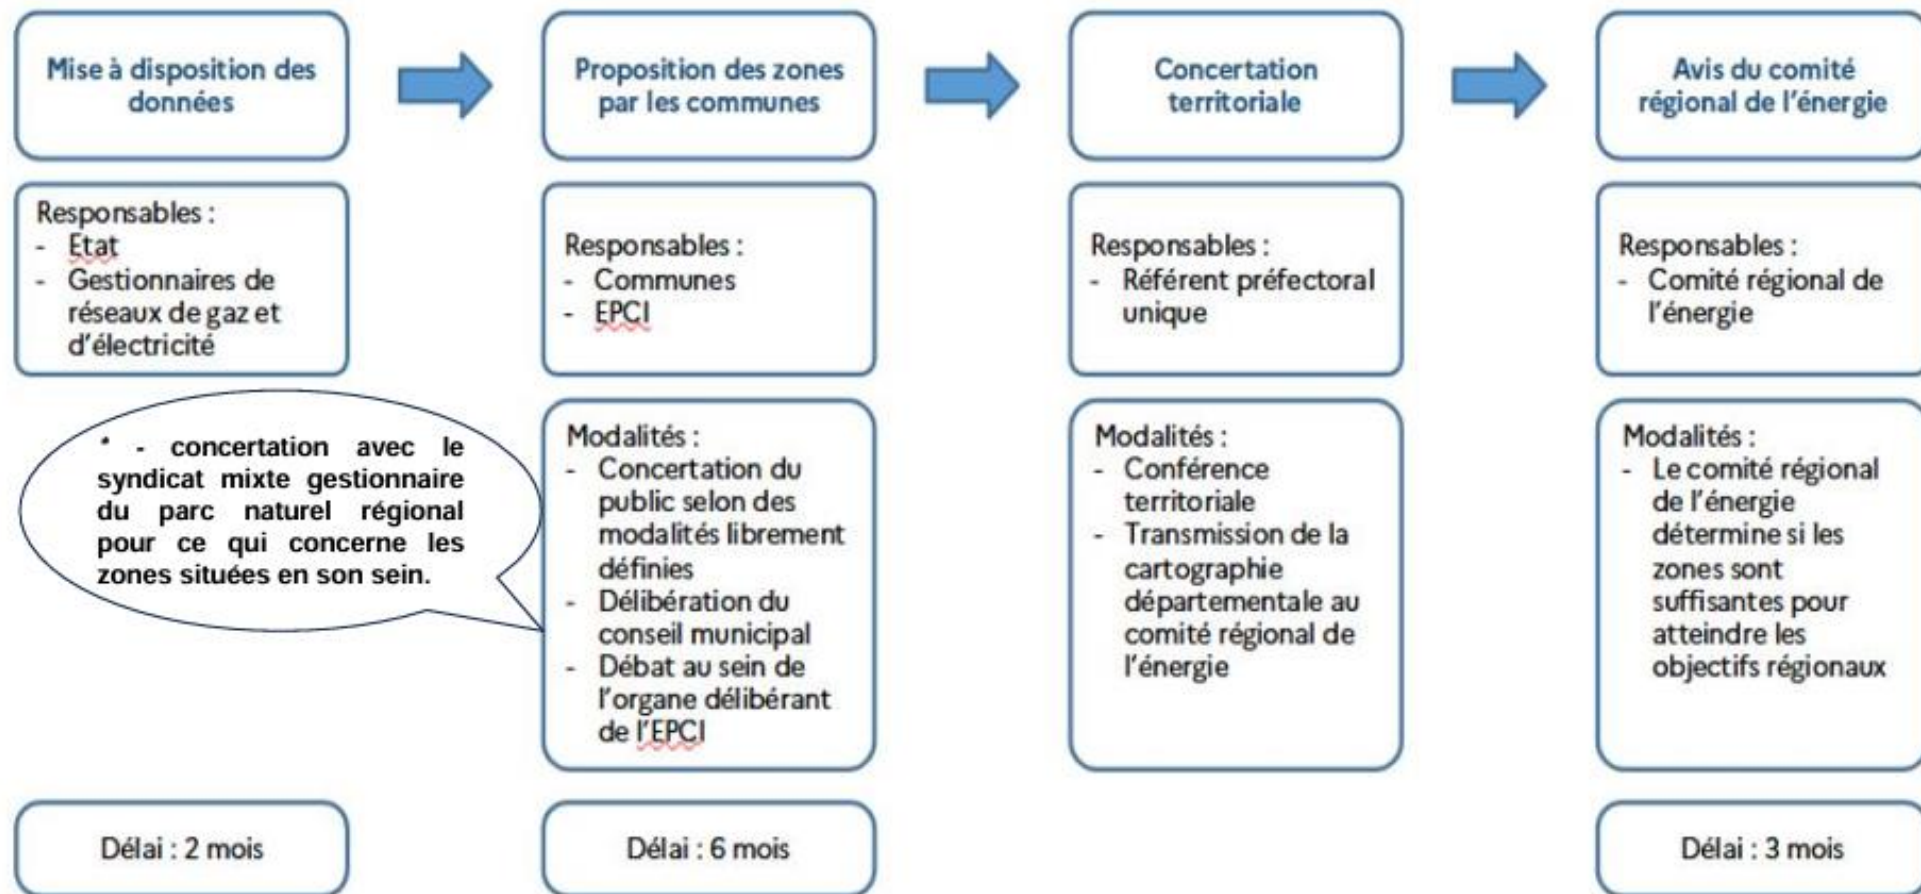 Mise à disposition des
données
Proposition des zones
par les communes
Concertation
territoriale
Avis du comité
régional de l'énergie
Responsables :
- Etat
- Gestionnaires de
réseaux de gaz et
d'électricité
Responsables :
- Communes
- EPCI
Responsables :
- Référent préfectoral
unique
Responsables :
- Comité régional de
l'énergie
* - concertation avec le
syndicat mixte gestionnaire
du parc naturel régional
pour ce qui concerne les
zones situées en son sein.
Modalités :
- Concertation du
public selon des
modalités librement
définies
- Délibération du
conseil municipal
- Débat au sein de
l'organe délibérant
de l'EPCI
Modalités :
- Conférence
territoriale
- Transmission de la
cartographie
départementale au
comité régional de
l'énergie
Modalités :
- Le comité régional
de l'énergie
détermine si les
zones sont
suffisantes pour
atteindre les
objectifs régionaux
Délai : 2 mois
Délai : 6 mois
Délai : 3 mois